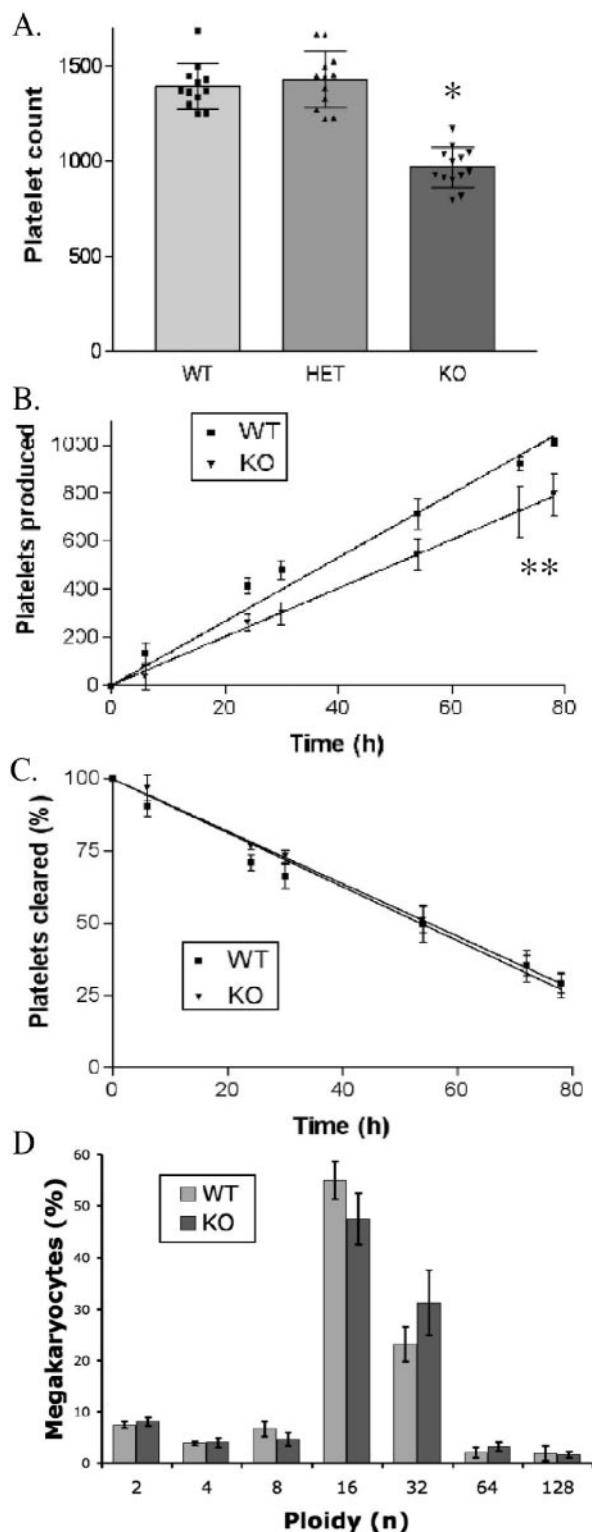 A.
Platelet count
1500
1000
500
0
*
WT HET KO
B.
Platelets produced
1000
800
600
400
200
0
WT
KO
**
0 20 40 60 80
Time (h)
C.
Platelets cleared (%)
100
75
50
25
0
WT
KO
0 20 40 60 80
Time (h)
D
Megakaryocytes (%)
60
50
40
30
20
10
0
WT
KO
2 4 8 16 32 64 128
Ploidy (n)